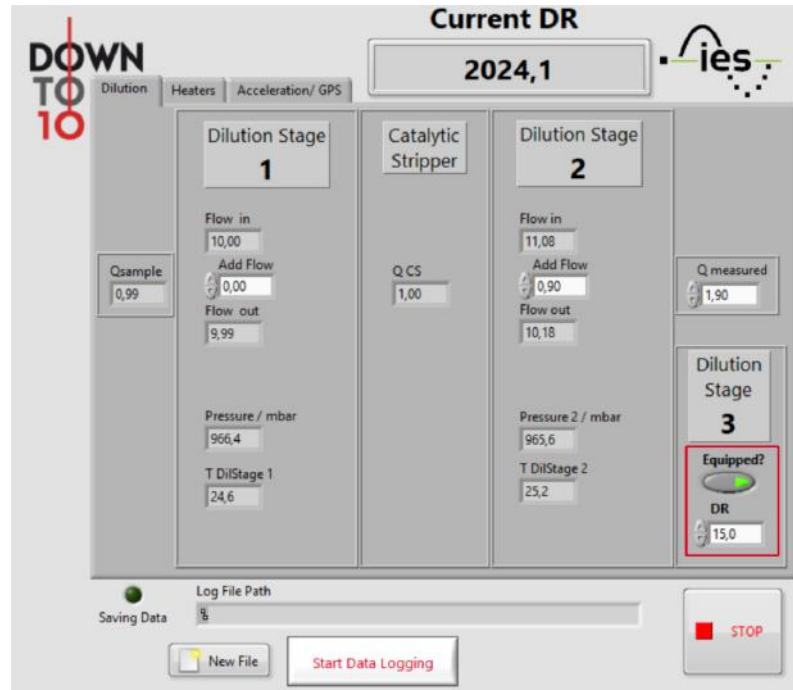 DOWN
TO
10
Current DR
2024,1
ies
Dilution
Heaters
Acceleration/ GPS
Qsample
0,99
Dilution Stage
1
Flow in
10,00
Add Flow
0,00
Flow out
9,99
Pressure / mbar
966,4
T DilStage 1
24,6
Catalytic
Stripper
Q CS
1,00
Dilution Stage
2
Flow in
11,08
Add Flow
0,90
Flow out
10,18
Pressure 2 / mbar
965,6
T DilStage 2
25,2
Q measured
1,90
Dilution
Stage
3
Equipped?
DR
15,0
Saving Data
Log File Path
New File
Start Data Logging
STOP